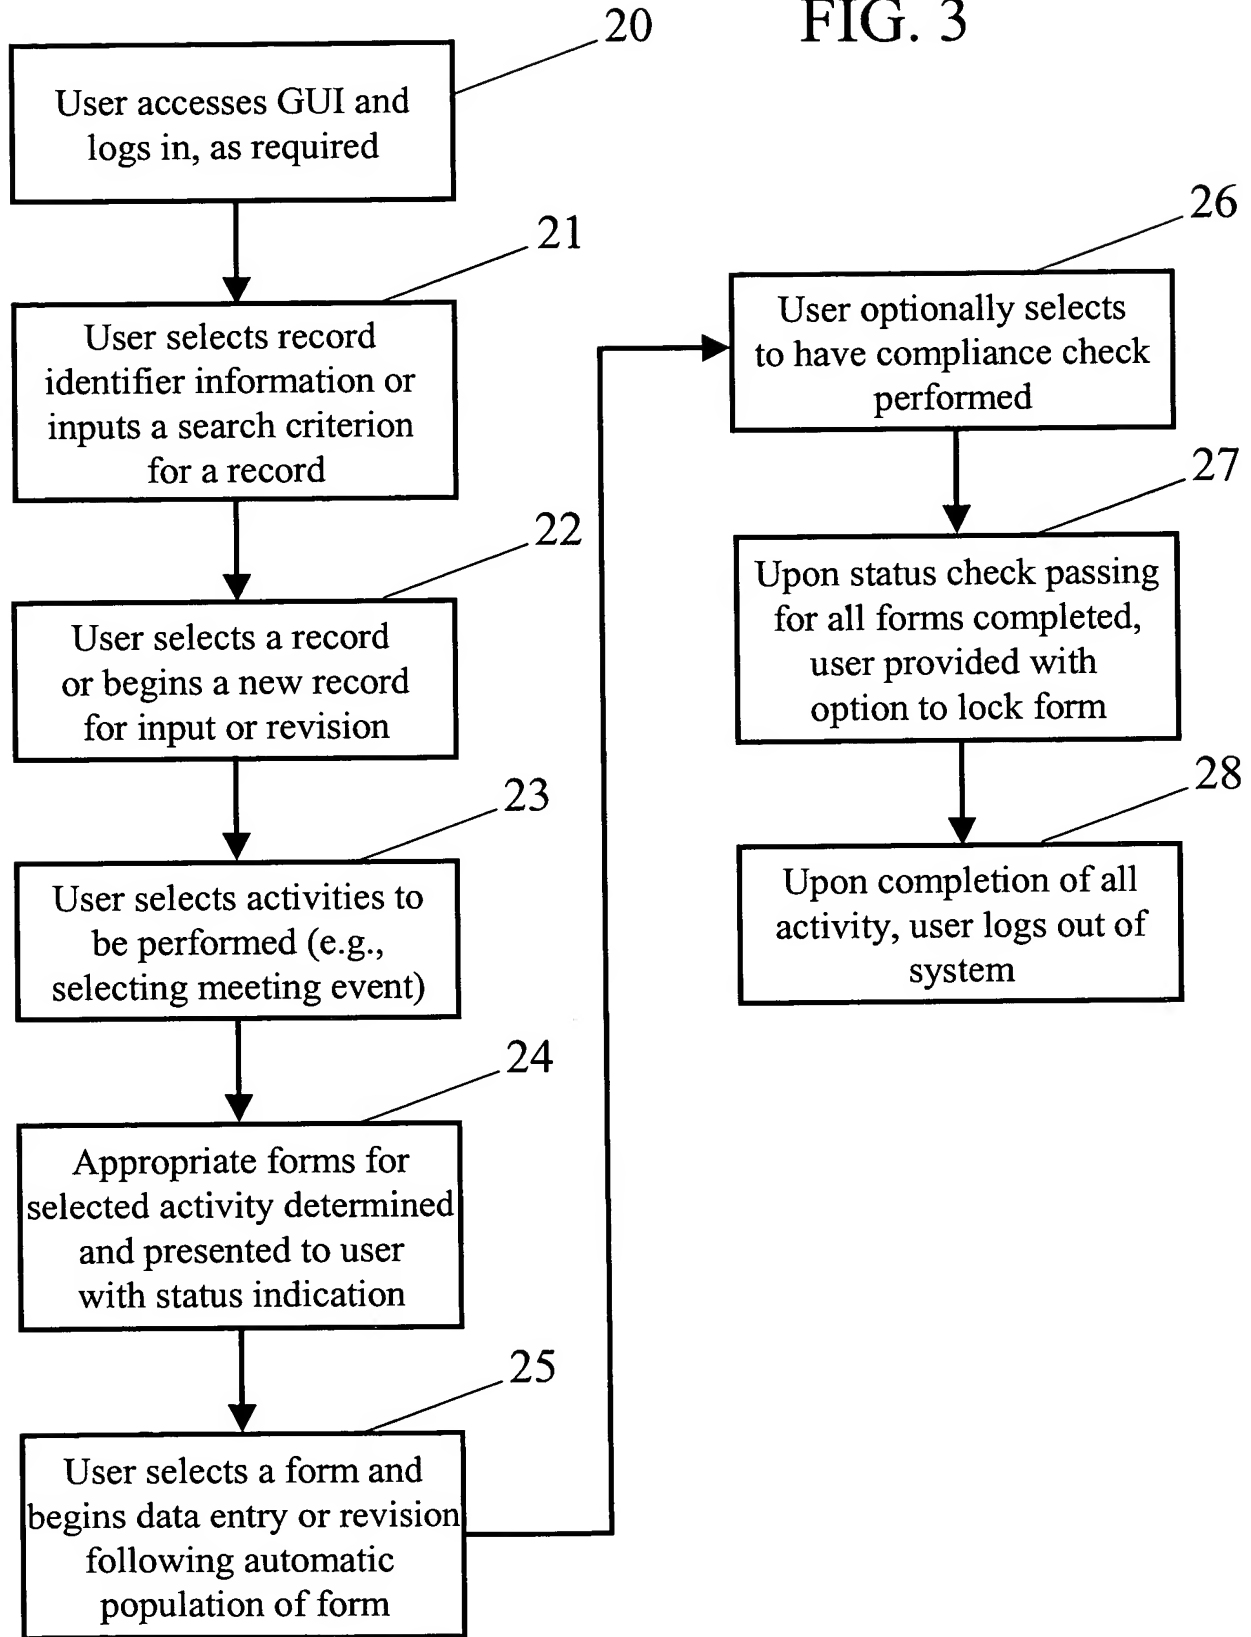 FIG. 3
20
User accesses GUI and
logs in, as required
21
User selects record
identifier information or
inputs a search criterion
for a record
22
User selects a record
or begins a new record
for input or revision
23
User selects activities to
be performed (e.g.,
selecting meeting event)
24
Appropriate forms for
selected activity determined
and presented to user
with status indication
25
User selects a form and
begins data entry or revision
following automatic
population of form
26
User optionally selects
to have compliance check
performed
27
Upon status check passing
for all forms completed,
user provided with
option to lock form
28
Upon completion of all
activity, user logs out of
system